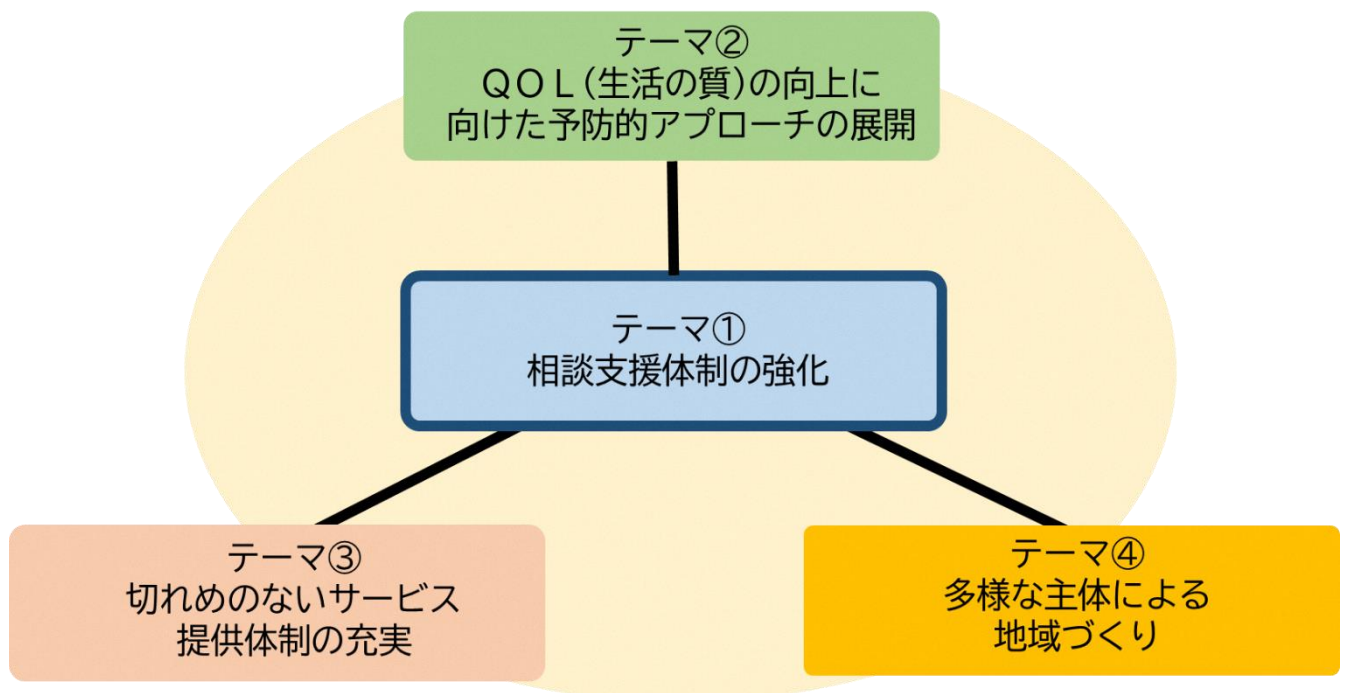 テーマ②
ＱＯＬ(生活の質)の向上に
向けた予防的アプローチの展開
テーマ①
相談支援体制の強化
テーマ③
切れめのないサービス
提供体制の充実
テーマ④
多様な主体による
地域づくり